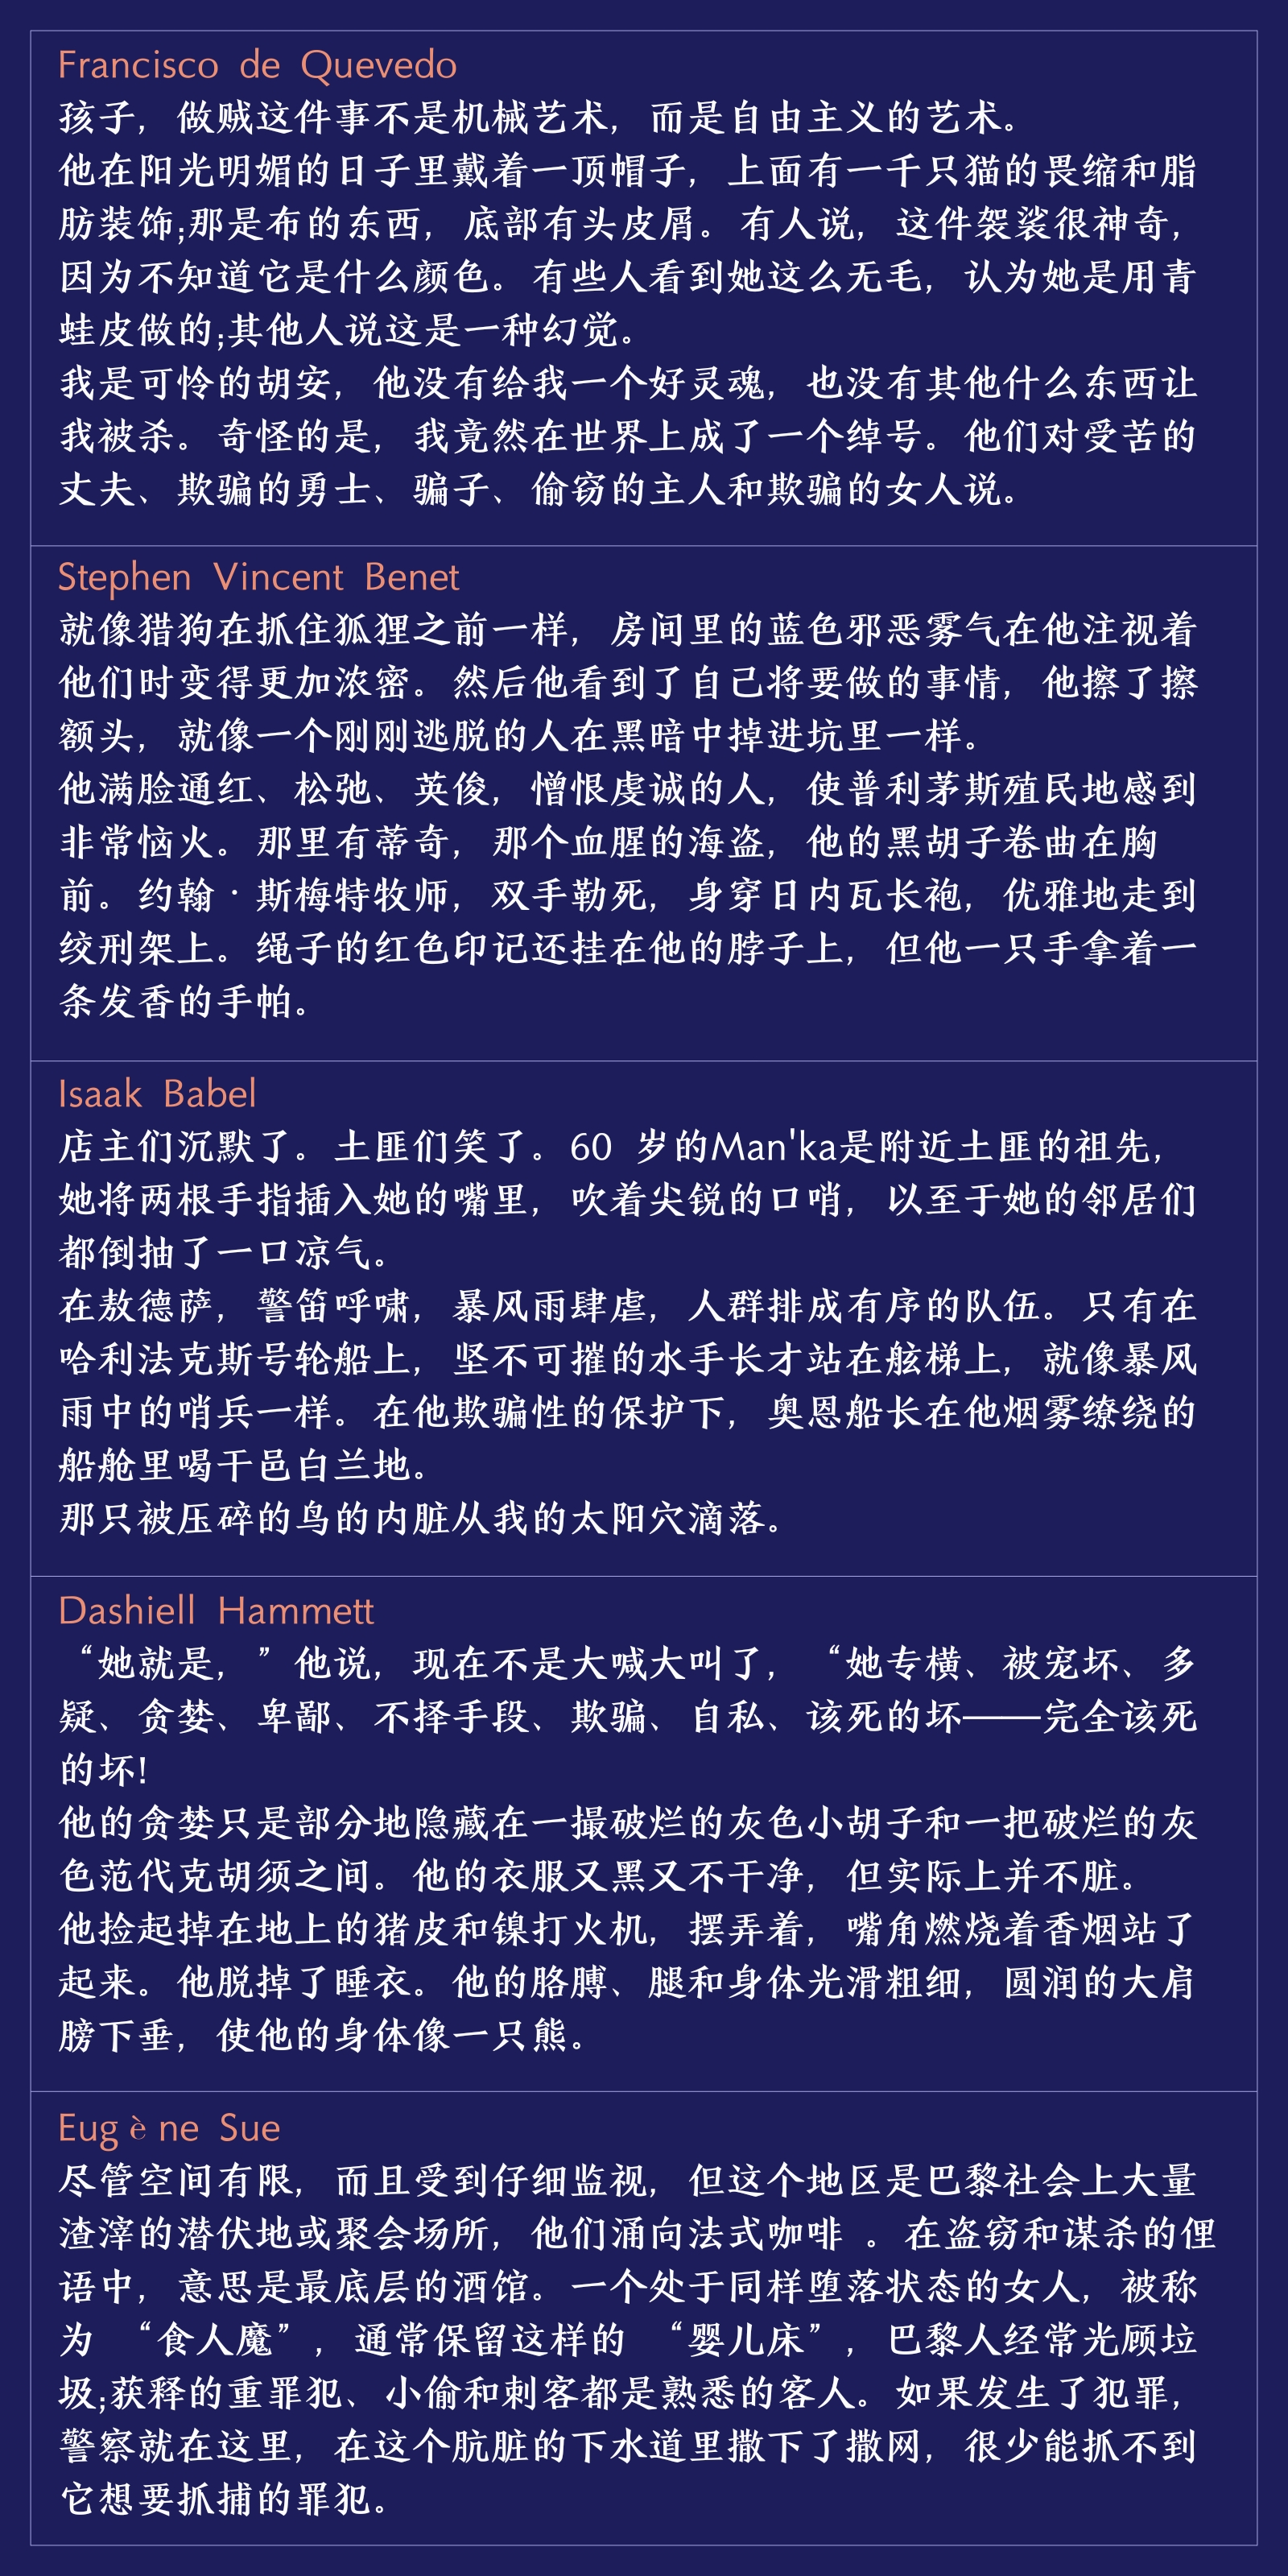 Francisco de Quevedo
孩子，做贼这件事不是机械艺术，而是自由主义的艺术。
他在阳光明媚的日子里戴着一顶帽子，上面有一千只猫的畏缩和脂
肪装饰;那是布的东西，底部有头皮屑。有人说，这件袈裟很神奇，
因为不知道它是什么颜色。有些人看到她这么无毛，认为她是用青
蛙皮做的;其他人说这是一种幻觉。
我是可怜的胡安，他没有给我一个好灵魂，也没有其他什么东西让
我被杀。奇怪的是，我竟然在世界上成了一个绰号。他们对受苦的
丈夫、欺骗的勇士、骗子、偷窃的主人和欺骗的女人说。
Stephen Vincent Benet
就像猎狗在抓住狐狸之前一样，房间里的蓝色邪恶雾气在他注视着
他们时变得更加浓密。然后他看到了自己将要做的事情，他擦了擦
额头，就像一个刚刚逃脱的人在黑暗中掉进坑里一样。
他满脸通红、松弛、英俊，憎恨虔诚的人，使普利茅斯殖民地感到
非常恼火。那里有蒂奇，那个血腥的海盗，他的黑胡子卷曲在胸
前。约翰·斯梅特牧师，双手勒死，身穿日内瓦长袍，优雅地走到
绞刑架上。绳子的红色印记还挂在他的脖子上，但他一只手拿着一
条发香的手帕。
Isaak Babel
店主们沉默了。土匪们笑了。60 岁的Man'ka是附近土匪的祖先，
她将两根手指插入她的嘴里，吹着尖锐的口哨，以至于她的邻居们
都倒抽了一口凉气。
在敖德萨，警笛呼啸，暴风雨肆虐，人群排成有序的队伍。只有在
哈利法克斯号轮船上，坚不可摧的水手长才站在舷梯上，就像暴风
雨中的哨兵一样。在他欺骗性的保护下，奥恩船长在他烟雾缭绕的
船舱里喝干邑白兰地。
那只被压碎的鸟的内脏从我的太阳穴滴落。
Dashiell Hammett
“她就是，”他说，现在不是大喊大叫了，“她专横、被宠坏、多
疑、贪婪、卑鄙、不择手段、欺骗、自私、该死的坏——完全该死
的坏!
他的贪婪只是部分地隐藏在一撮破烂的灰色小胡子和一把破烂的灰
色范代克胡须之间。他的衣服又黑又不干净，但实际上并不脏。
他捡起掉在地上的猪皮和镍打火机，摆弄着，嘴角燃烧着香烟站了
起来。他脱掉了睡衣。他的胳膊、腿和身体光滑粗细，圆润的大肩
膀下垂，使他的身体像一只熊。
Eugène Sue
尽管空间有限，而且受到仔细监视，但这个地区是巴黎社会上大量
渣滓的潜伏地或聚会场所，他们涌向法式咖啡 。在盗窃和谋杀的俚
语中，意思是最底层的酒馆。一个处于同样堕落状态的女人，被称
为 “食人魔”，通常保留这样的 “婴儿床”，巴黎人经常光顾垃
圾;获释的重罪犯、小偷和刺客都是熟悉的客人。如果发生了犯罪，
警察就在这里，在这个肮脏的下水道里撒下了撒网，很少能抓不到
它想要抓捕的罪犯。